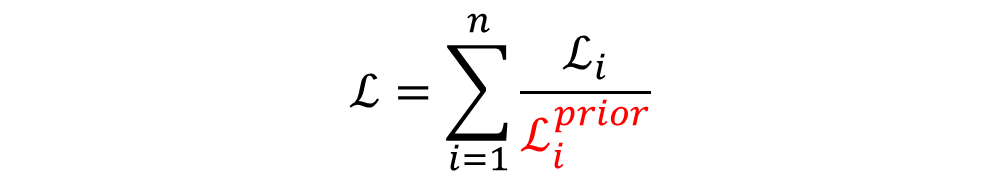 ℒ = ∑_{i=1}^{n} ℒ_i / ℒ_i^{prior}